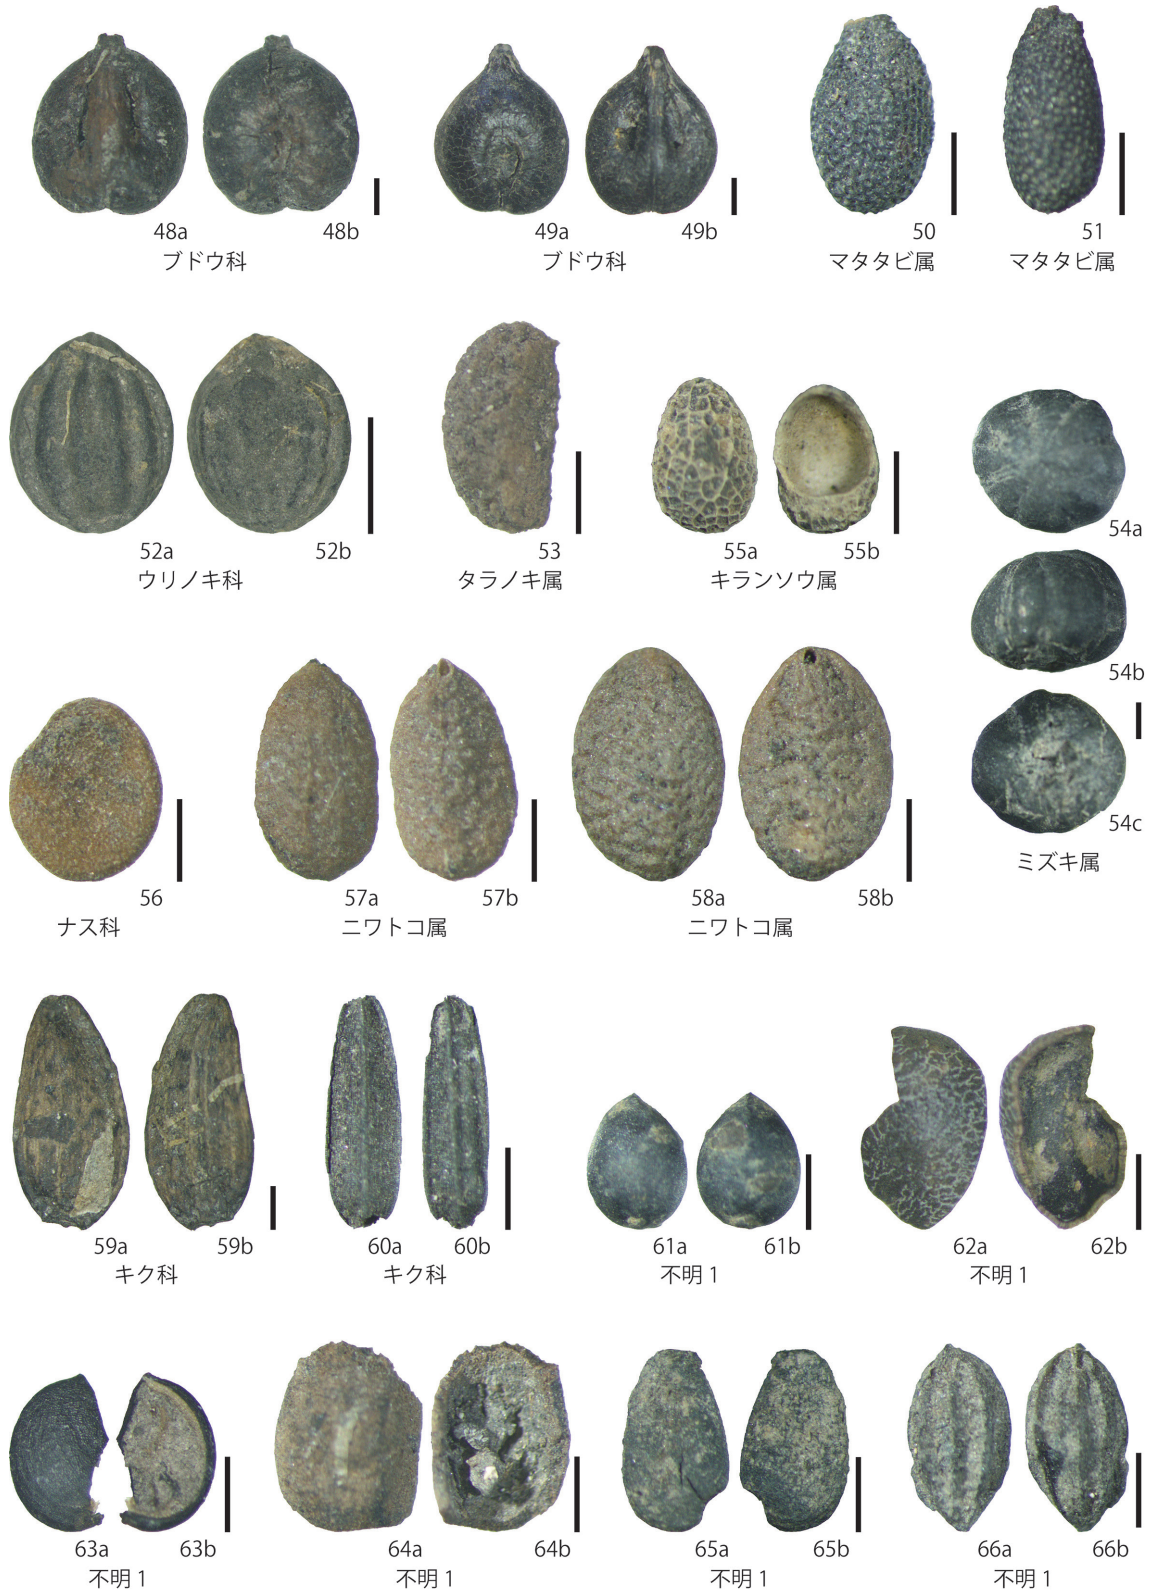 48a 48b
ブドウ科
49a 49b
ブドウ科
50
マタタビ属
51
マタタビ属
52a 52b
ウリノキ科
53
タラノキ属
55a 55b
キランソウ属
54a
54b
54c
ミズキ属
56
ナス科
57a 57b
ニワトコ属
58a 58b
ニワトコ属
59a 59b
キク科
60a 60b
キク科
61a 61b
不明 1
62a 62b
不明 1
63a 63b
不明 1
64a 64b
不明 1
65a 65b
不明 1
66a 66b
不明 1